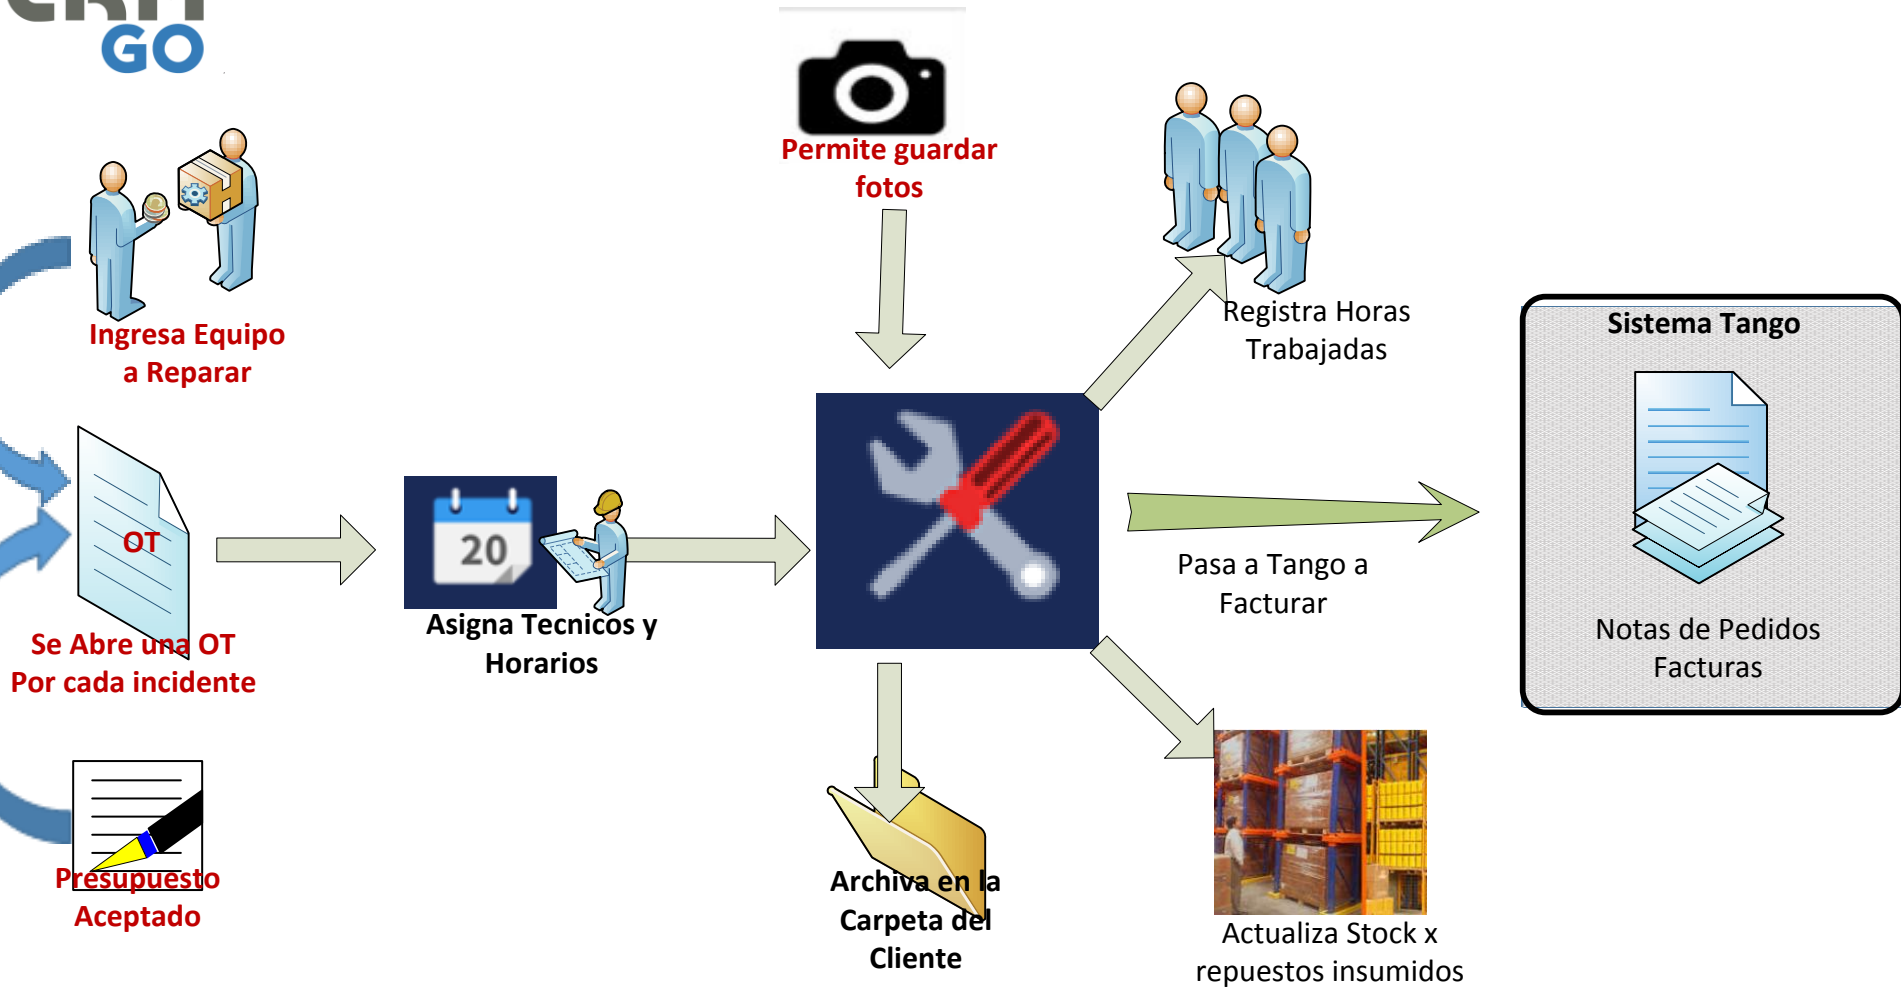 GO
Permite guardar
fotos
Ingresa Equipo
a Reparar
Registra Horas
Trabajadas
Sistema Tango
OT
20
Se Abre una OT
Por cada incidente
Asigna Tecnicos y
Horarios
Pasa a Tango a
Facturar
Notas de Pedidos
Facturas
Presupuesto
Aceptado
Archiva en la
Carpeta del
Cliente
Actualiza Stock x
repuestos insumidos